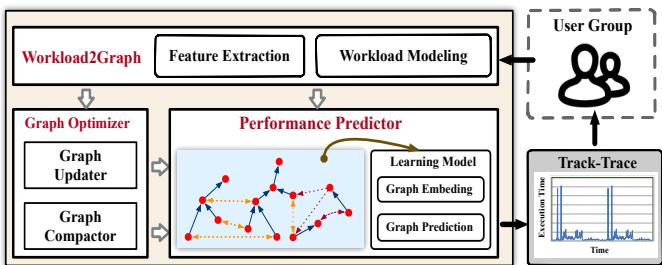 User Group
Workload2Graph
Feature Extraction
Workload Modeling
Graph Optimizer
Graph
Updater
Graph
Compactor
Performance Predictor
Learning Model
Graph Embeding
Graph Prediction
Track-Trace
Execution Time
Time